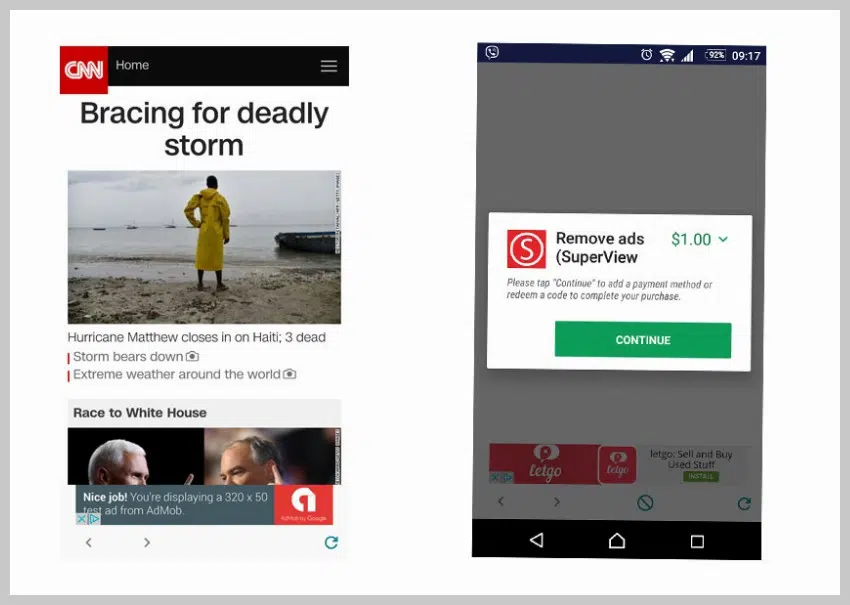 CNN
Home
Bracing for deadly
storm
Hurricane Matthew closes in on Haiti; 3 dead
Storm bears down
Extreme weather around the world
Race to White House
Nice job! You're displaying a 320 x 50
test ad from AdMob.
AdMob by Google
92%
09:17
S
Remove ads
(SuperView
$1.00
Please tap "Continue" to add a payment method or
redeem a code to complete your purchase.
CONTINUE
letgo
letgo
letgo: Sell and Buy
Used Stuff
INSTALL